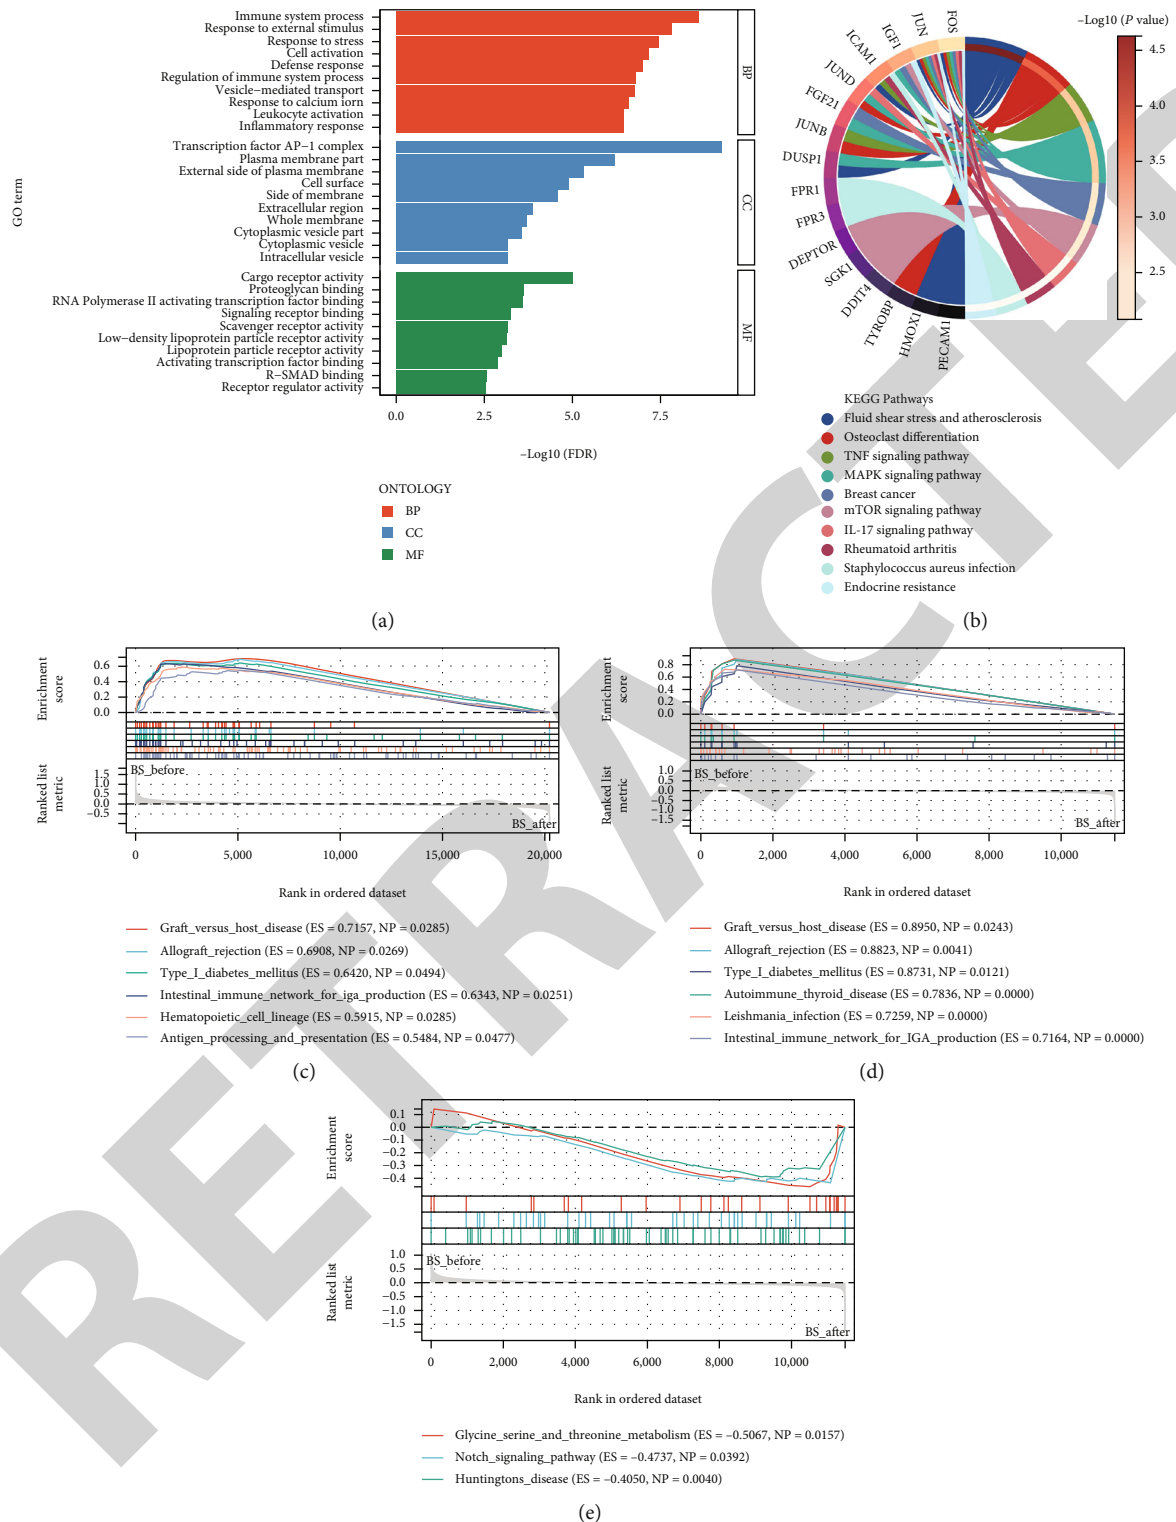 Immune system process
Response to external stimulus
Response to stress
Cell activation
Defense response
Regulation of immune system process
Vesicle−mediated transport
Response to calcium iorn
Leukocyte activation
Inflammatory response
Transcription factor AP−1 complex
Plasma membrane part
External side of plasma membrane
Cell surface
Side of membrane
Extracellular region
Whole membrane
Cytoplasmic vesicle part
Cytoplasmic vesicle
Intracellular vesicle
Cargo receptor activity
Proteoglycan binding
RNA Polymerase II activating transcription factor binding
Signaling receptor binding
Scavenger receptor activity
Low−density lipoprotein particle receptor activity
Lipoprotein particle receptor activity
Activating transcription factor binding
R−SMAD binding
Receptor regulator activity
GO term
BP
CC
MF
0.0 2.5 5.0 7.5
−Log10 (FDR)
ONTOLOGY
BP
CC
MF
(a)
FOS
JUN
IGF1
ICAM1
JUND
FGF21
JUNB
DUSP1
FPR1
FPR3
DEPTOR
SGK1
DDIT4
TYROBP
HMOX1
PECAM1
−Log10 (P value)
4.5
4.0
3.5
3.0
2.5
KEGG Pathways
Fluid shear stress and atherosclerosis
Osteoclast differentiation
TNF signaling pathway
MAPK signaling pathway
Breast cancer
mTOR signaling pathway
IL-17 signaling pathway
Rheumatoid arthritis
Staphylococcus aureus infection
Endocrine resistance
(b)
Enrichment
score
0.6
0.4
0.2
0.0
Ranked list
metric
1.5
1.0
0.5
0.0
−0.5
BS_before
BS_after
0 5,000 10,000 15,000 20,000
Rank in ordered dataset
Graft_versus_host_disease (ES = 0.7157, NP = 0.0285)
Allograft_rejection (ES = 0.6908, NP = 0.0269)
Type_I_diabetes_mellitus (ES = 0.6420, NP = 0.0494)
Intestinal_immune_network_for_iga_production (ES = 0.6343, NP = 0.0251)
Hematopoietic_cell_lineage (ES = 0.5915, NP = 0.0285)
Antigen_processing_and_presentation (ES = 0.5484, NP = 0.0477)
(c)
Enrichment
score
0.8
0.6
0.4
0.2
0.0
Ranked list
metric
1.0
0.5
0.0
−0.5
−1.0
−1.5
BS_before
BS_after
0 2,000 4,000 6,000 8,000 10,000
Rank in ordered dataset
Graft_versus_host_disease (ES = 0.8950, NP = 0.0243)
Allograft_rejection (ES = 0.8823, NP = 0.0041)
Type_I_diabetes_mellitus (ES = 0.8731, NP = 0.0121)
Autoimmune_thyroid_disease (ES = 0.7836, NP = 0.0000)
Leishmania_infection (ES = 0.7259, NP = 0.0000)
Intestinal_immune_network_for_IGA_production (ES = 0.7164, NP = 0.0000)
(d)
Enrichment
score
0.1
0.0
−0.1
−0.2
−0.3
−0.4
Ranked list
metric
1.0
0.5
0.0
−0.5
−1.0
−1.5
BS_before
BS_after
0 2,000 4,000 6,000 8,000 10,000
Rank in ordered dataset
Glycine_serine_and_threonine_metabolism (ES = −0.5067, NP = 0.0157)
Notch_signaling_pathway (ES = −0.4737, NP = 0.0392)
Huntingtons_disease (ES = −0.4050, NP = 0.0040)
(e)
RETRACTE